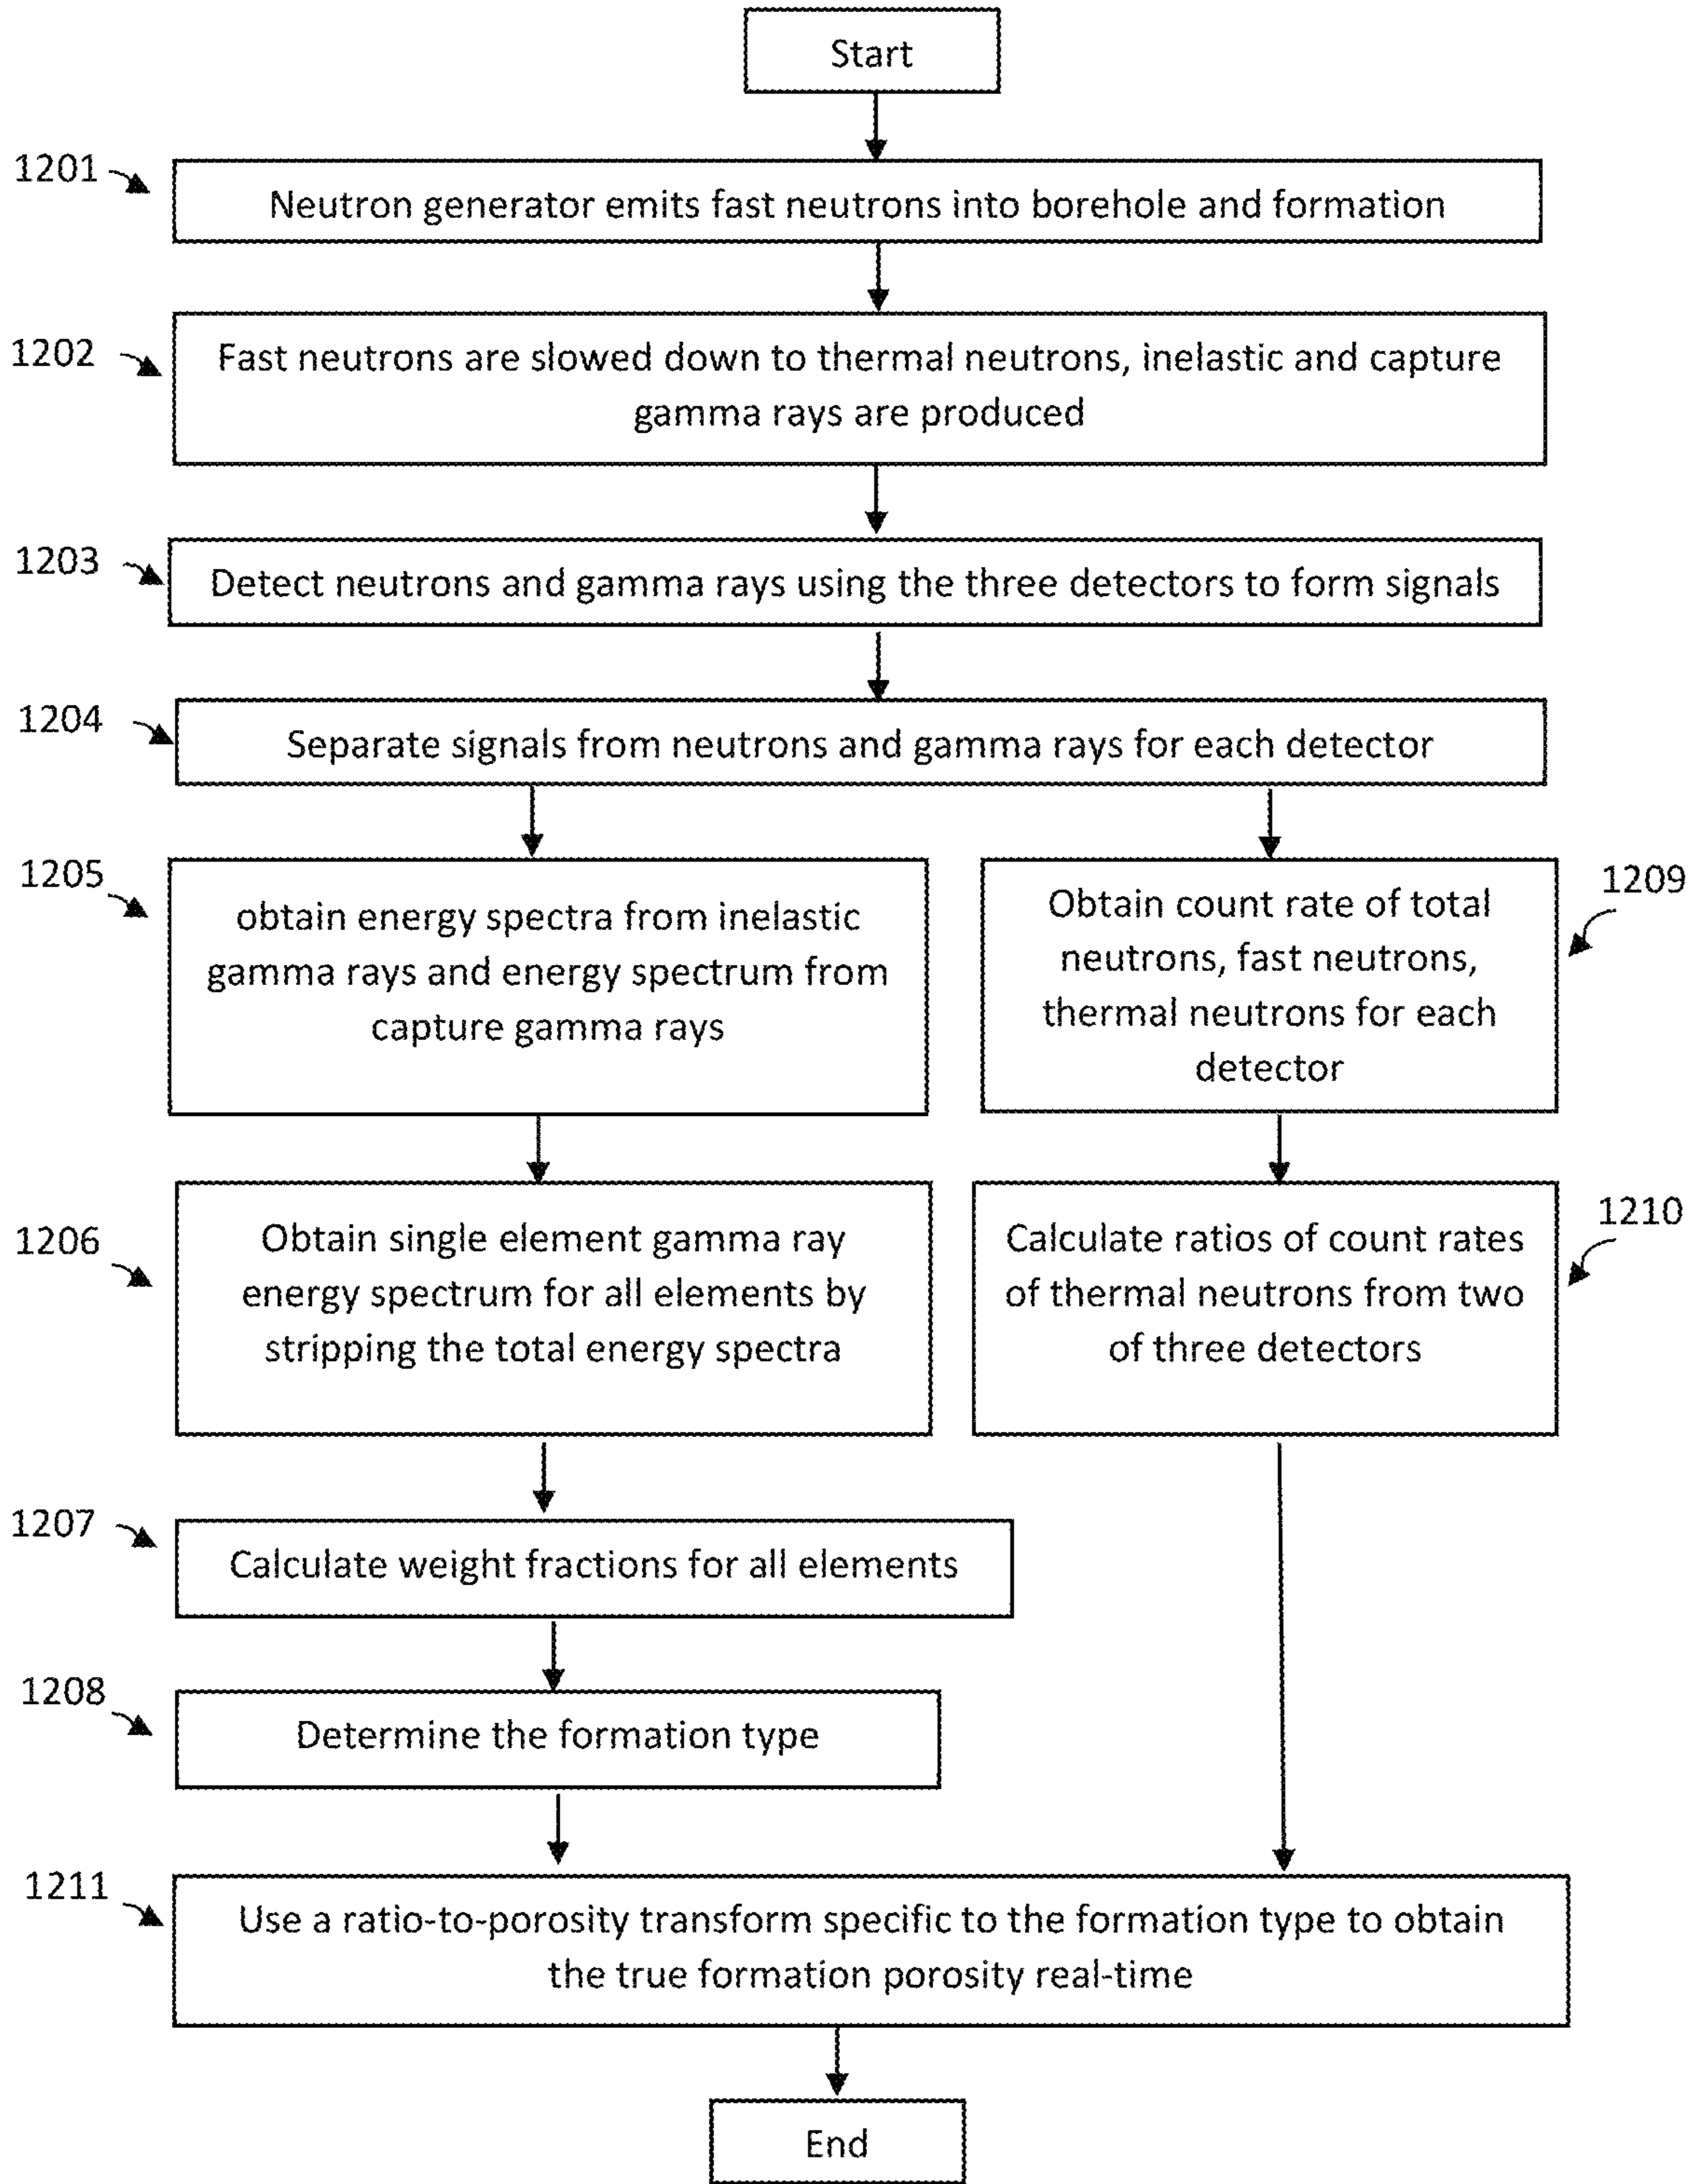 Start
1201
Neutron generator emits fast neutrons into borehole and formation
1202
Fast neutrons are slowed down to thermal neutrons, inelastic and capture
gamma rays are produced
1203
Detect neutrons and gamma rays using the three detectors to form signals
1204
Separate signals from neutrons and gamma rays for each detector
1205
obtain energy spectra from inelastic
gamma rays and energy spectrum from
capture gamma rays
1209
Obtain count rate of total
neutrons, fast neutrons,
thermal neutrons for each
detector
1206
Obtain single element gamma ray
energy spectrum for all elements by
stripping the total energy spectra
1210
Calculate ratios of count rates
of thermal neutrons from two
of three detectors
1207
Calculate weight fractions for all elements
1208
Determine the formation type
1211
Use a ratio-to-porosity transform specific to the formation type to obtain
the true formation porosity real-time
End